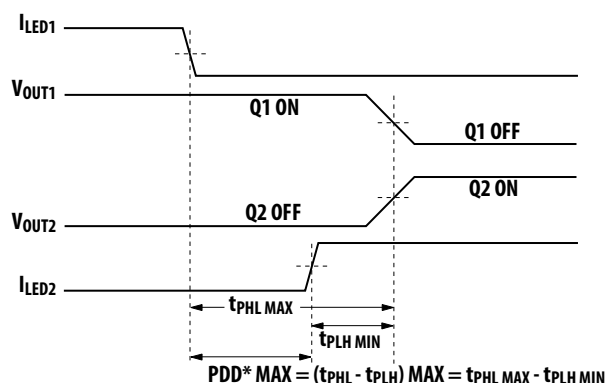 ILED1
VOUT1
Q1 ON
Q1 OFF
Q2 ON
Q2 OFF
VOUT2
ILED2
tPHL MAX
tPLH MIN
PDD* MAX = (tPHL - tPLH) MAX = tPHL MAX - tPLH MIN